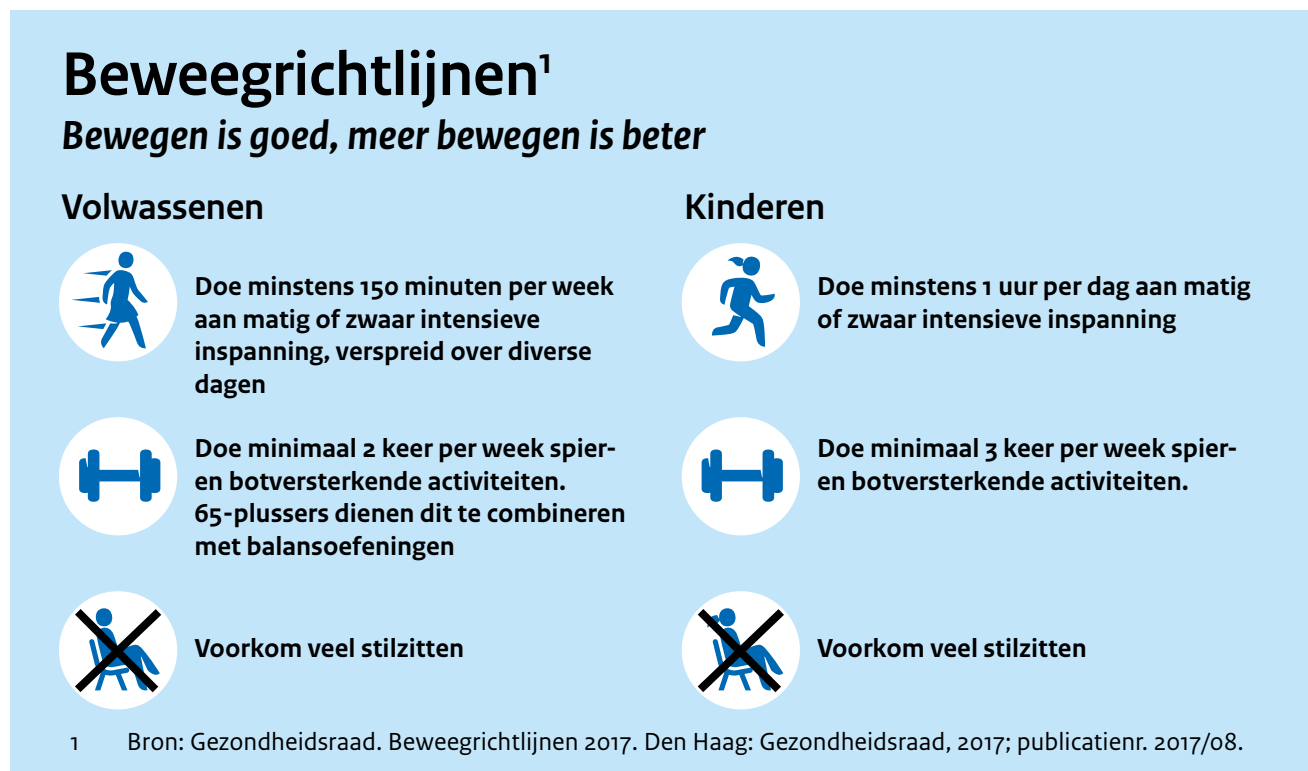 Beweegrichtlijnen¹
Bewegen is goed, meer bewegen is beter
Volwassenen
Doe minstens 150 minuten per week
aan matig of zwaar intensieve
inspanning, verspreid over diverse
dagen
Doe minimaal 2 keer per week spier-
en botversterkende activiteiten.
65-plussers dienen dit te combineren
met balansoefeningen
Voorkom veel stilzitten
Kinderen
Doe minstens 1 uur per dag aan matig
of zwaar intensieve inspanning
Doe minimaal 3 keer per week spier-
en botversterkende activiteiten.
Voorkom veel stilzitten
1 Bron: Gezondheidsraad. Beweegrichtlijnen 2017. Den Haag: Gezondheidsraad, 2017; publicatienr. 2017/08.